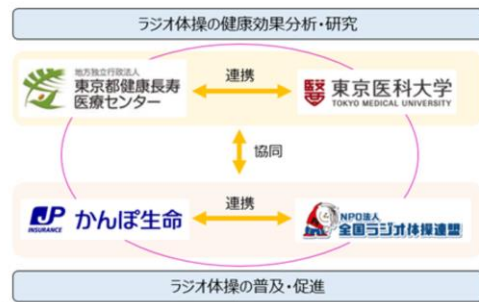 ラジオ体操の健康効果分析・研究
地方独立行政法人
東京都健康長寿
医療センター
連携
醫 東京医科大学
TOKYO MEDICAL UNIVERSITY
協同
JP
INSURANCE
かんぽ生命
連携
NPO法人
全国ラジオ体操連盟
ラジオ体操の普及・促進